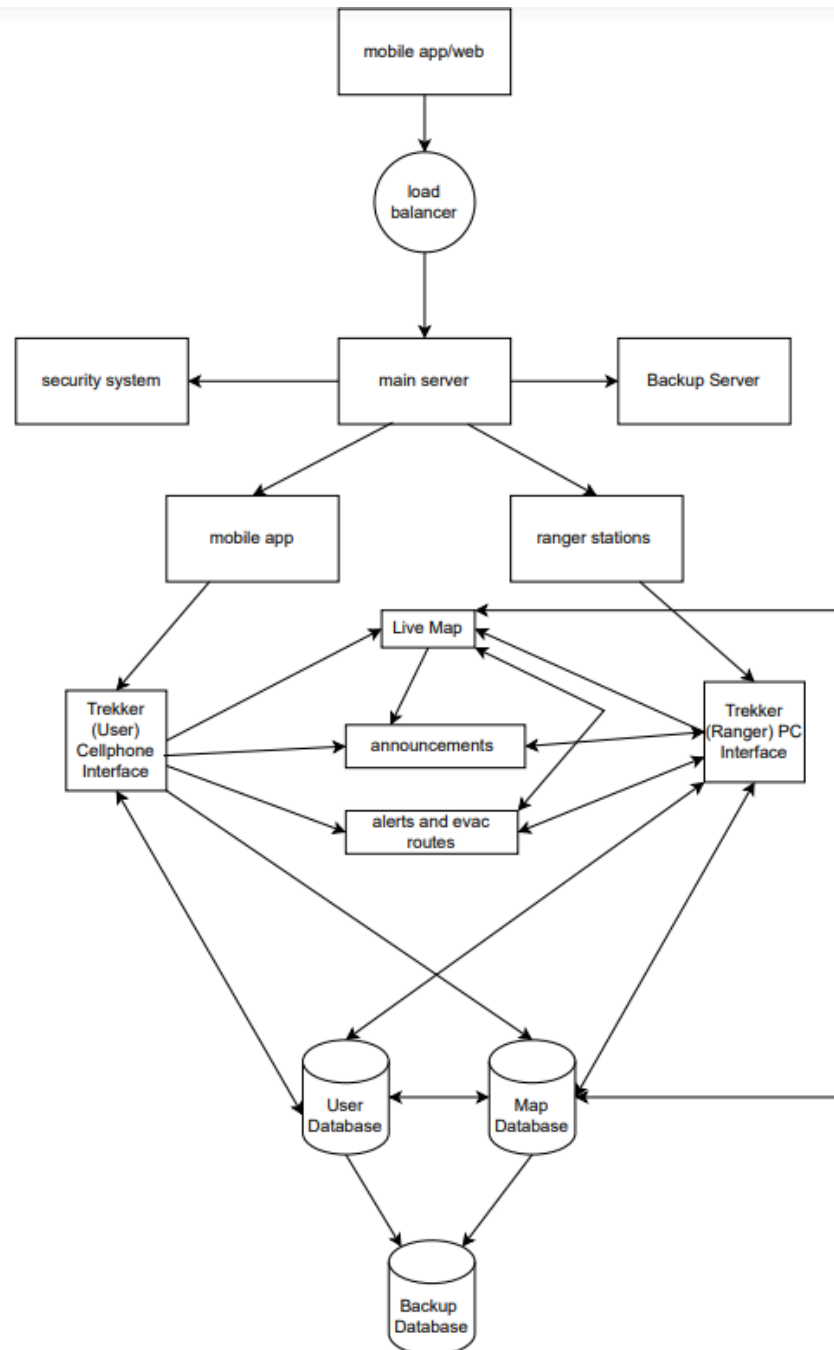 mobile app/web
load
balancer
security system
main server
Backup Server
mobile app
ranger stations
Live Map
Trekker
(User)
Cellphone
Interface
announcements
Trekker
(Ranger) PC
Interface
alerts and evac
routes
User
Database
Map
Database
Backup
Database